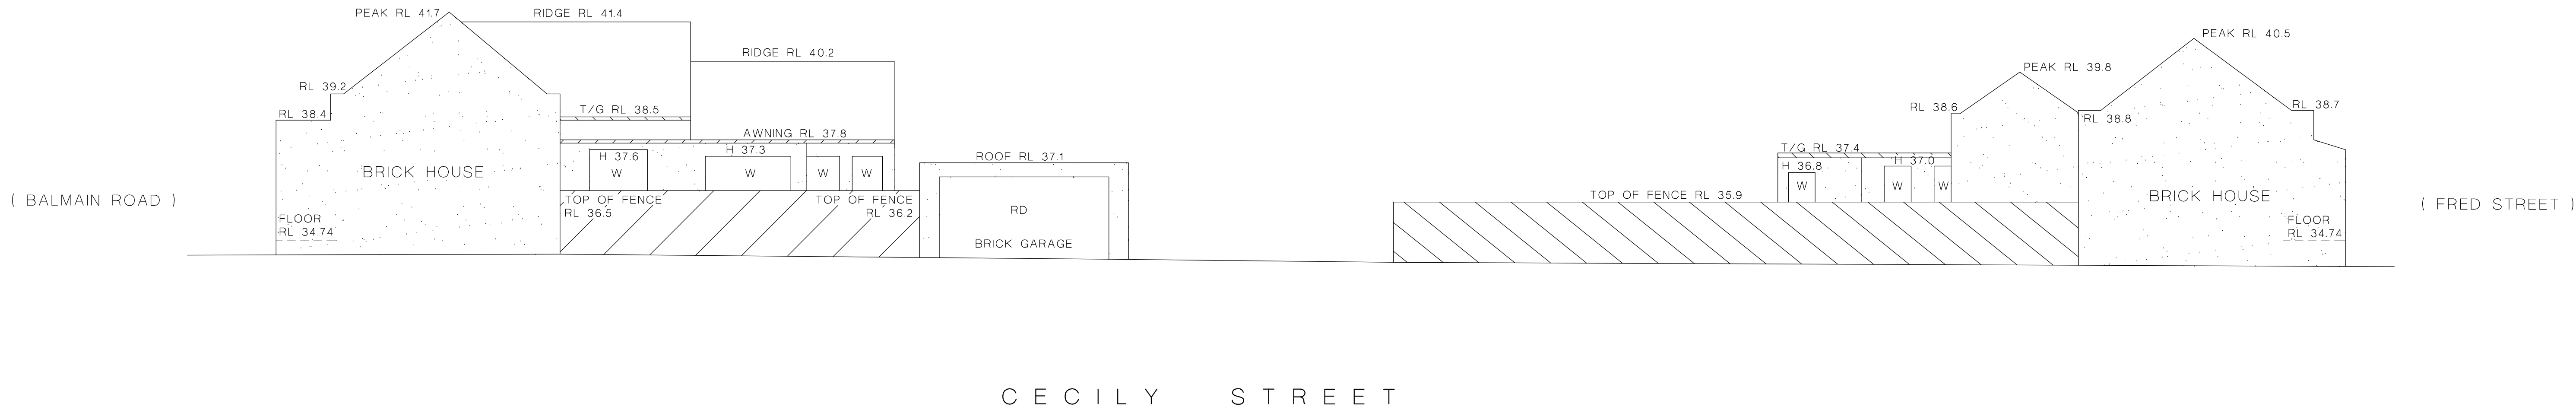 PEAK RL 41.7
RIDGE RL 41.4
RIDGE RL 40.2
RL 39.2
RL 38.4
T/G RL 38.5
AWNING RL 37.8
H 37.6
W
H 37.3
W
W
W
BRICK HOUSE
( BALMAIN ROAD )
FLOOR
RL 34.74
TOP OF FENCE
RL 36.5
TOP OF FENCE
RL 36.2
ROOF RL 37.1
RD
BRICK GARAGE
TOP OF FENCE RL 35.9
T/G RL 37.4
H 36.8
W
H 37.0
W
W
RL 38.6
PEAK RL 39.8
PEAK RL 40.5
RL 38.8
RL 38.7
BRICK HOUSE
FLOOR
RL 34.74
( FRED STREET )
CECILY STREET